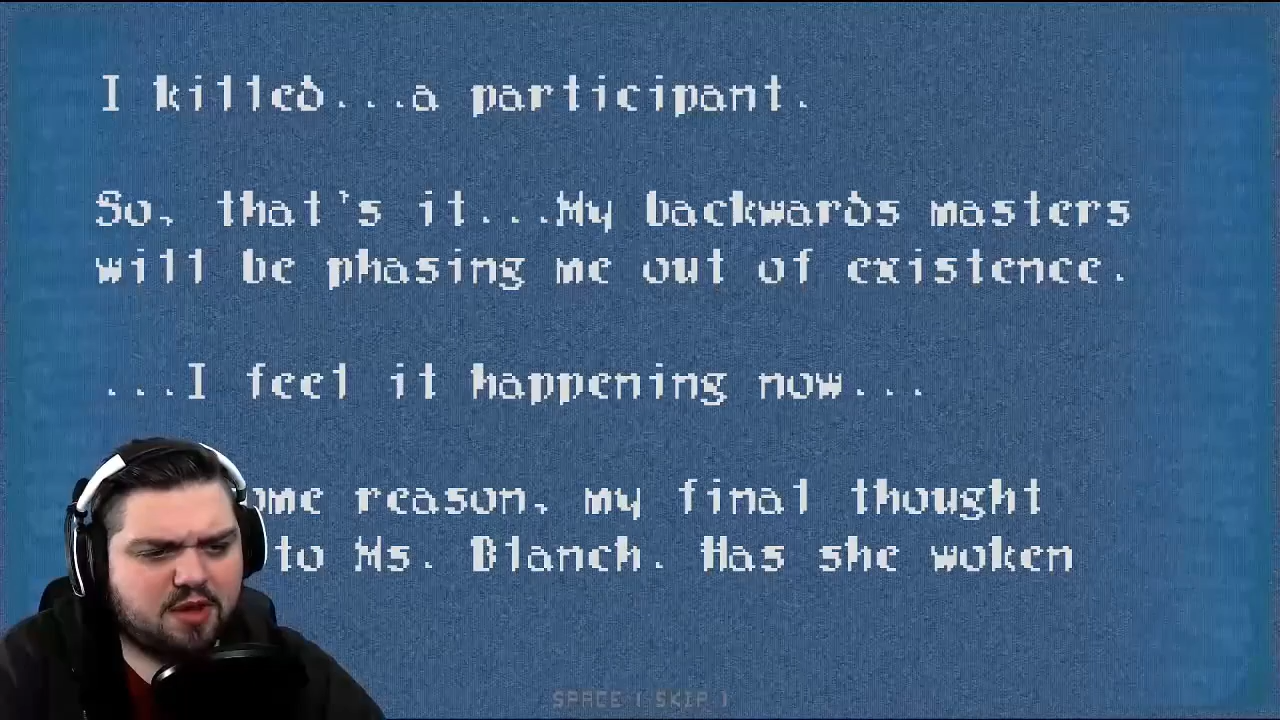 I killed...a participant.
So, that's it...My backwards masters
will be phasing me out of existence.
...I feel it happening now...
reason, my final thought
to Ms. Blanch. Has she woken
SPACE ( SKIP )